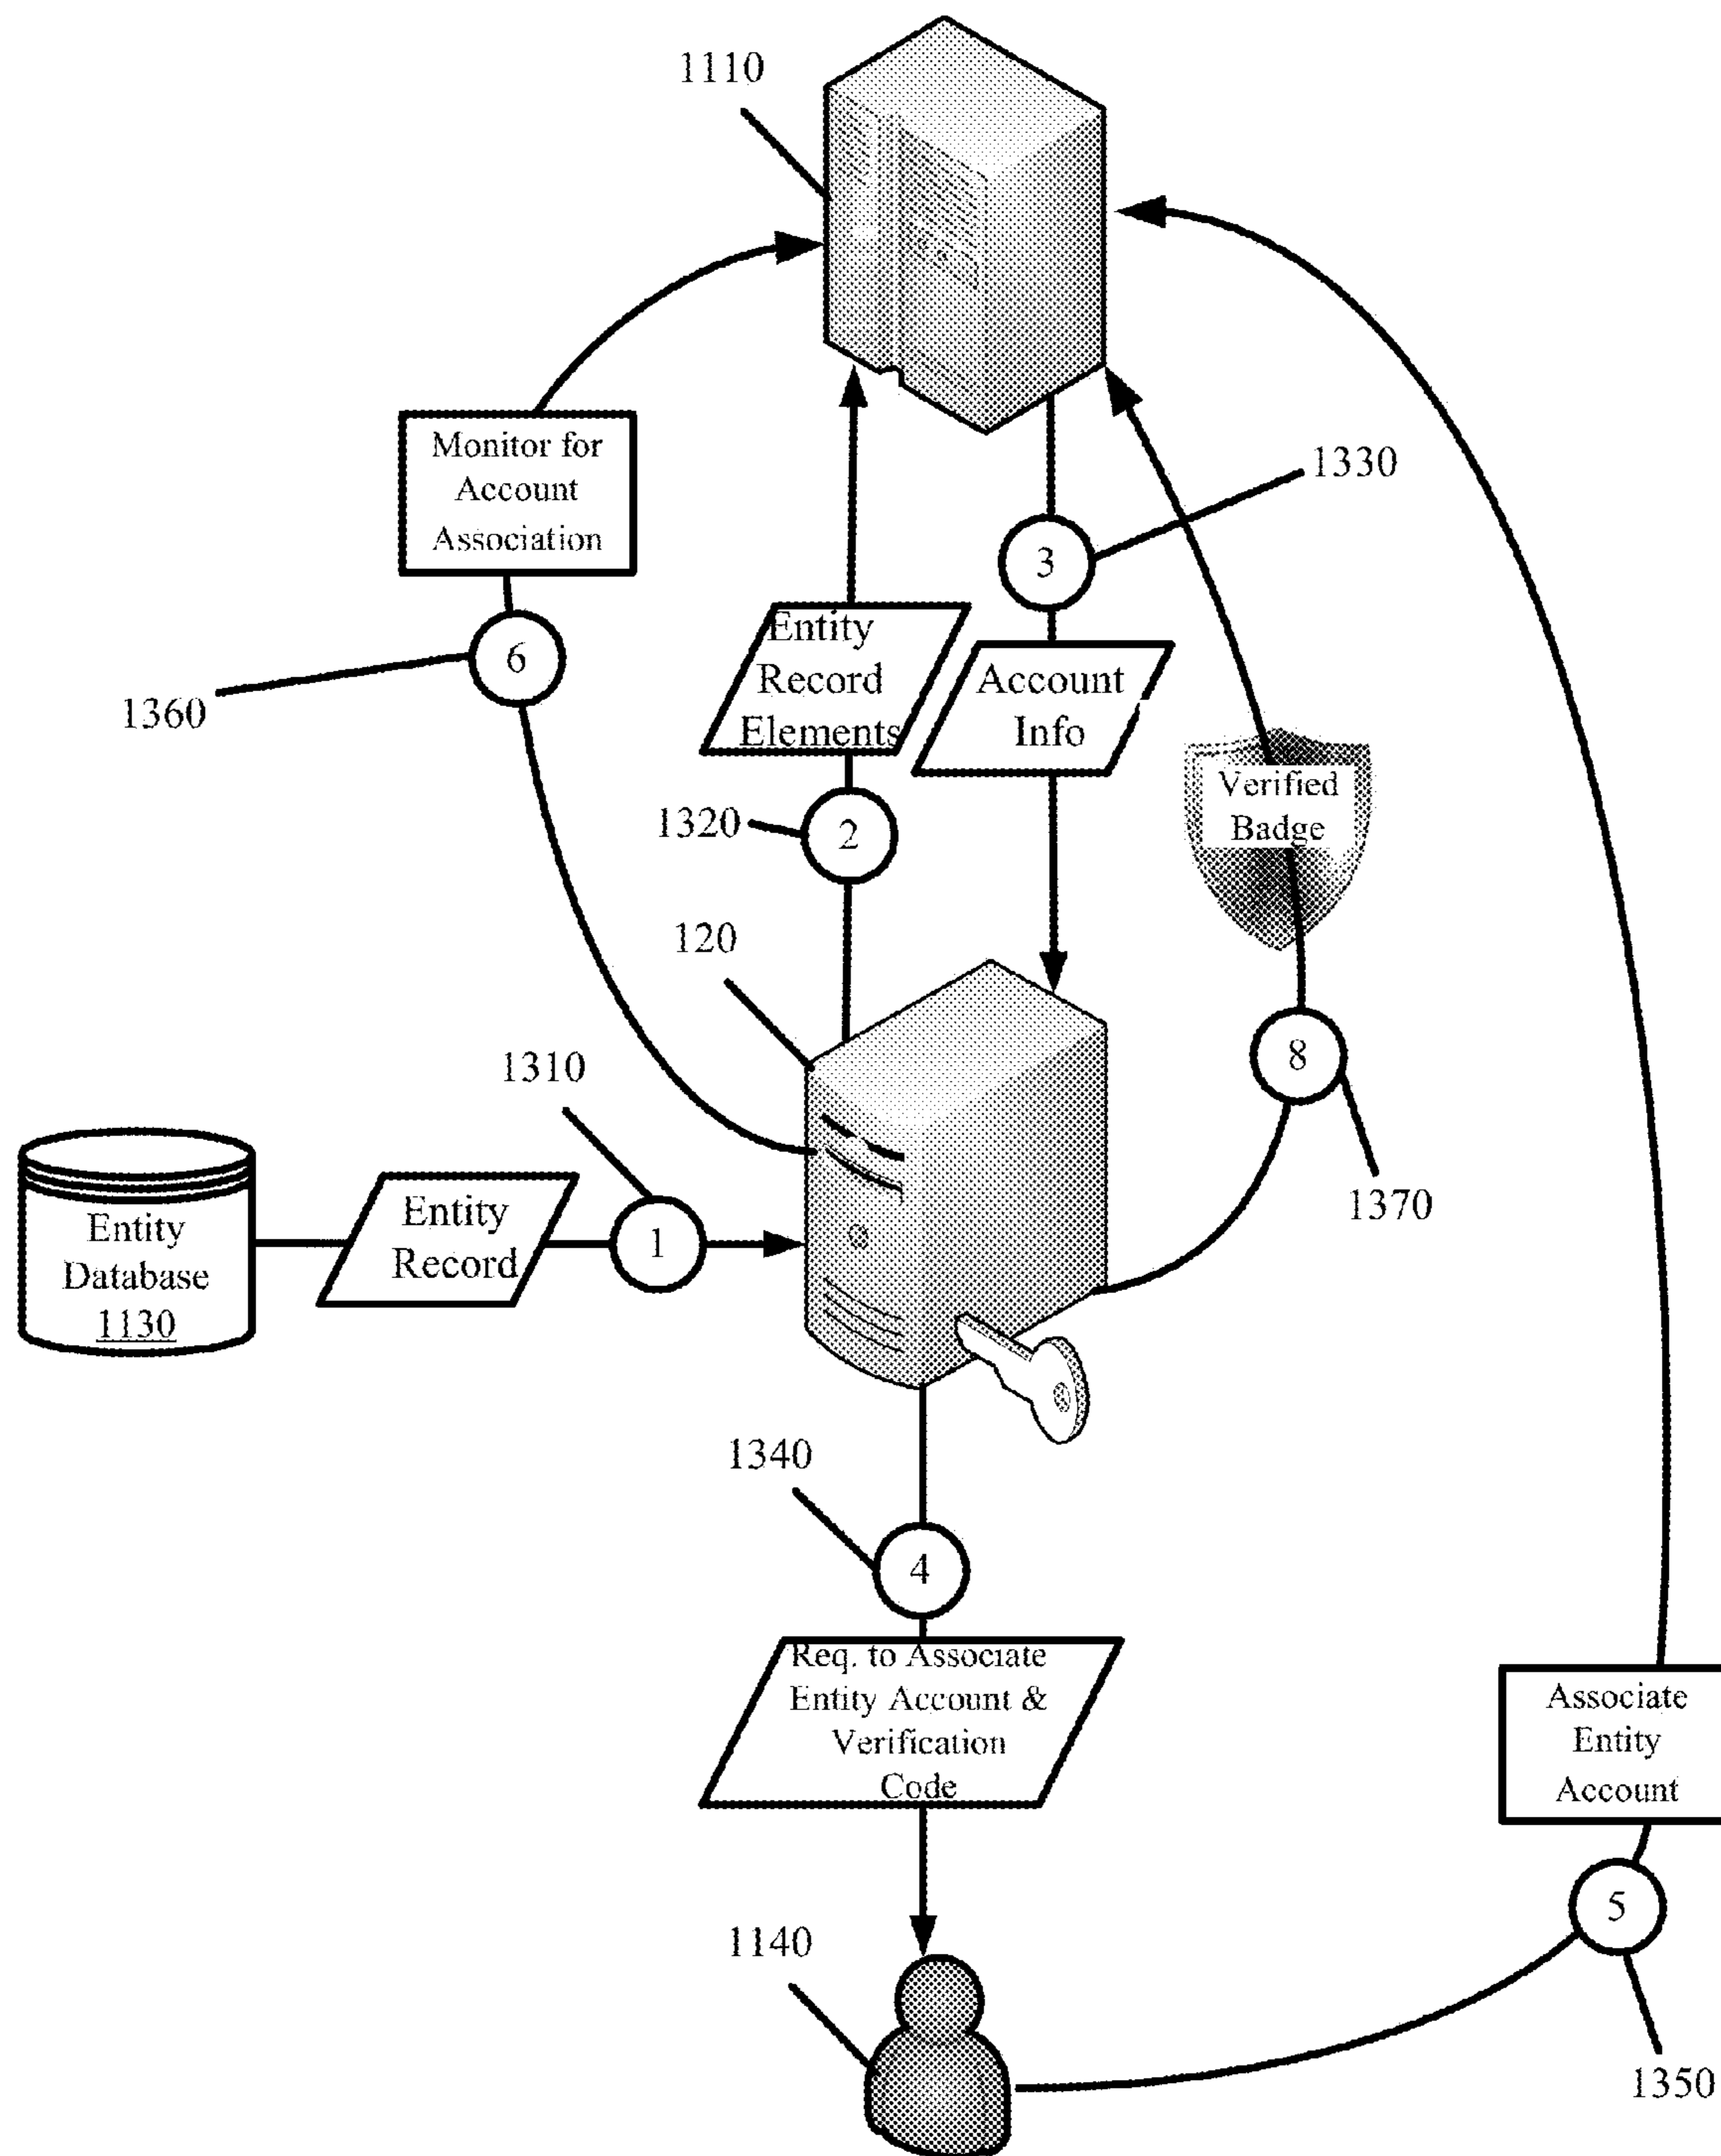 1110
Monitor for
Account
Association
1330
3
Entity
Record
Elements
6
Account
Info
1360
Verified
Badge
1320
2
120
8
1310
1370
Entity
Database
1130
Entity
Record
1
1340
4
Req. to Associate
Entity Account &
Verification
Code
Associate
Entity
Account
5
1140
1350